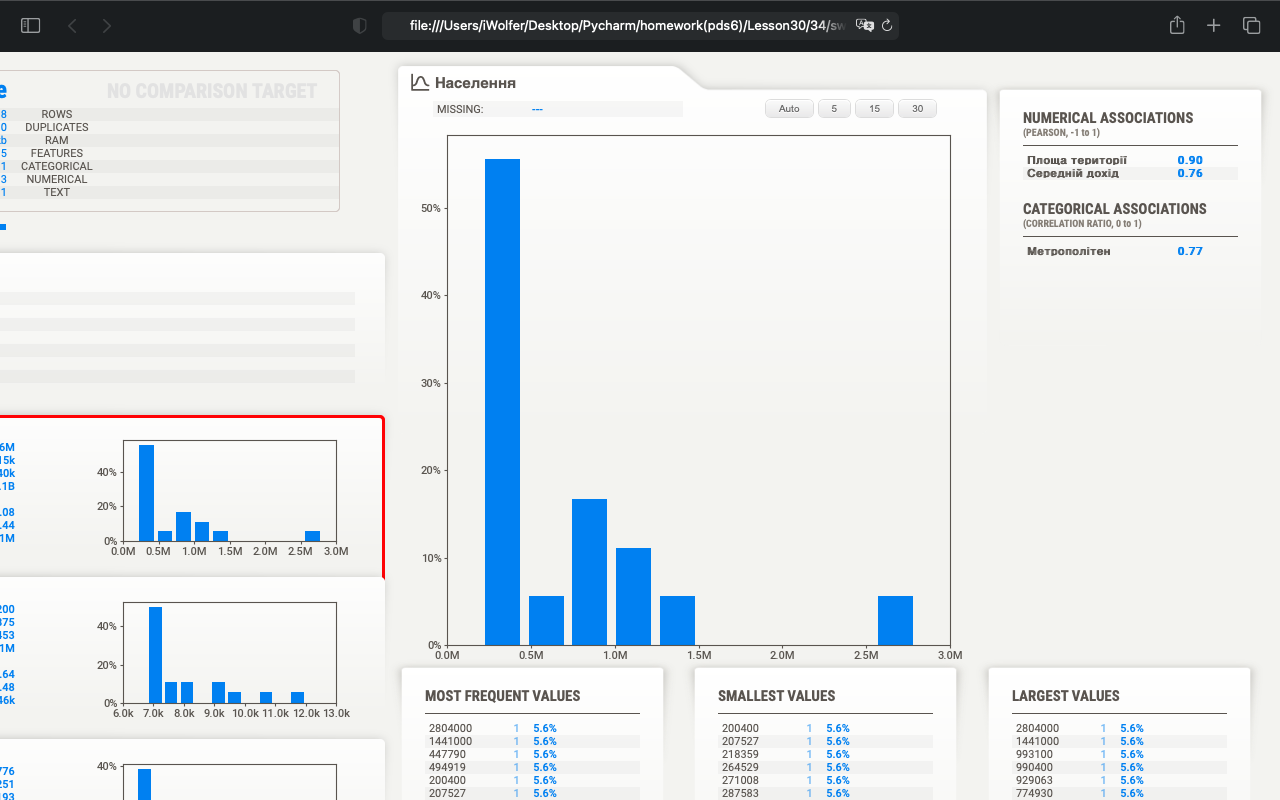 file:///Users/iWolfer/Desktop/Pycharm/homework(pds6)/Lesson30/34/sw
e NO COMPARISON TARGET
8 ROWS
0 DUPLICATES
b RAM
5 FEATURES
1 CATEGORICAL
3 NUMERICAL
1 TEXT
6M
15k
40k
.1B
.08
.44
1M
40%
20%
0%
0.0M 0.5M 1.0M 1.5M 2.0M 2.5M 3.0M
200
875
453
1M
.64
.48
46k
40%
20%
0%
6.0k 7.0k 8.0k 9.0k 10.0k 11.0k 12.0k 13.0k
776
251
193
40%
Населення
MISSING: ---
Auto 5 15 30
50%
40%
30%
20%
10%
0%
0.0M 0.5M 1.0M 1.5M 2.0M 2.5M 3.0M
NUMERICAL ASSOCIATIONS
(PEARSON, -1 to 1)
Площа території 0.90
Середній дохід 0.76
CATEGORICAL ASSOCIATIONS
(CORRELATION RATIO, 0 to 1)
Метрополітен 0.77
MOST FREQUENT VALUES
2804000 1 5.6%
1441000 1 5.6%
447790 1 5.6%
494919 1 5.6%
200400 1 5.6%
207527 1 5.6%
SMALLEST VALUES
200400 1 5.6%
207527 1 5.6%
218359 1 5.6%
264529 1 5.6%
271008 1 5.6%
287583 1 5.6%
LARGEST VALUES
2804000 1 5.6%
1441000 1 5.6%
993100 1 5.6%
990400 1 5.6%
929063 1 5.6%
774930 1 5.6%